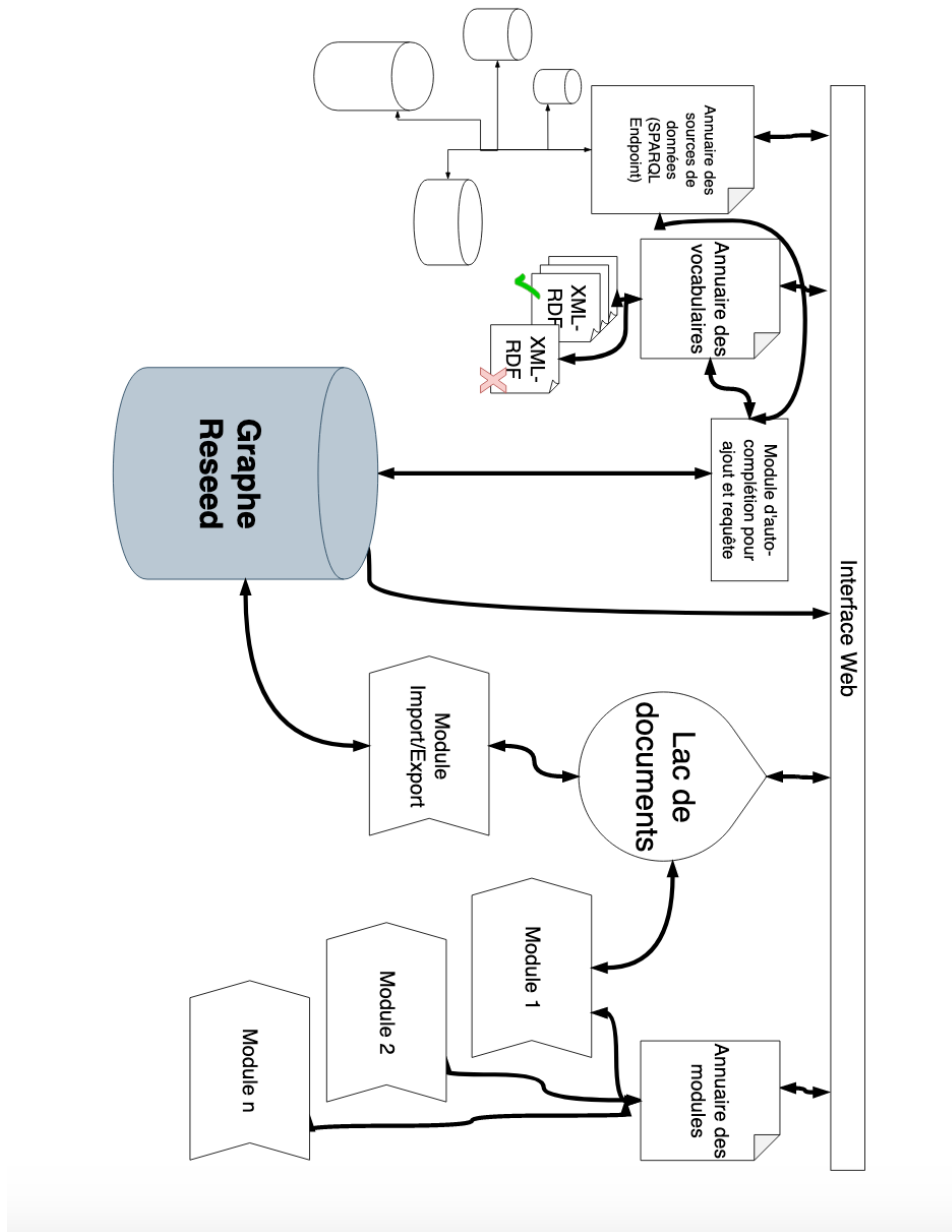 Interface Web
Annuaire des
sources de
données
(SPARQL
Endpoint)
Annuaire des
vocabulaires
XML-
RDF
XML-
RDF
Module d'auto-
complétion pour
ajout et requête
Graphe
Reseed
Module
Import/Export
Lac de
documents
Module 1
Module 2
Module n
Annuaire des
modules